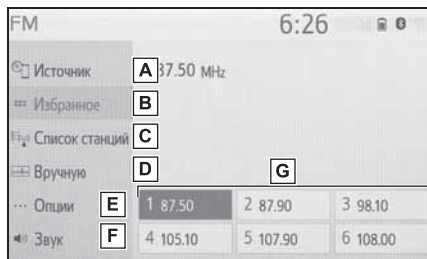 FM 6:26
Источник A 87.50 MHz
Избранное B
Список станций C
Вручную D G
Опции E 1 87.50 2 87.90 3 98.10
Звук F 4 105.10 5 107.90 6 108.00